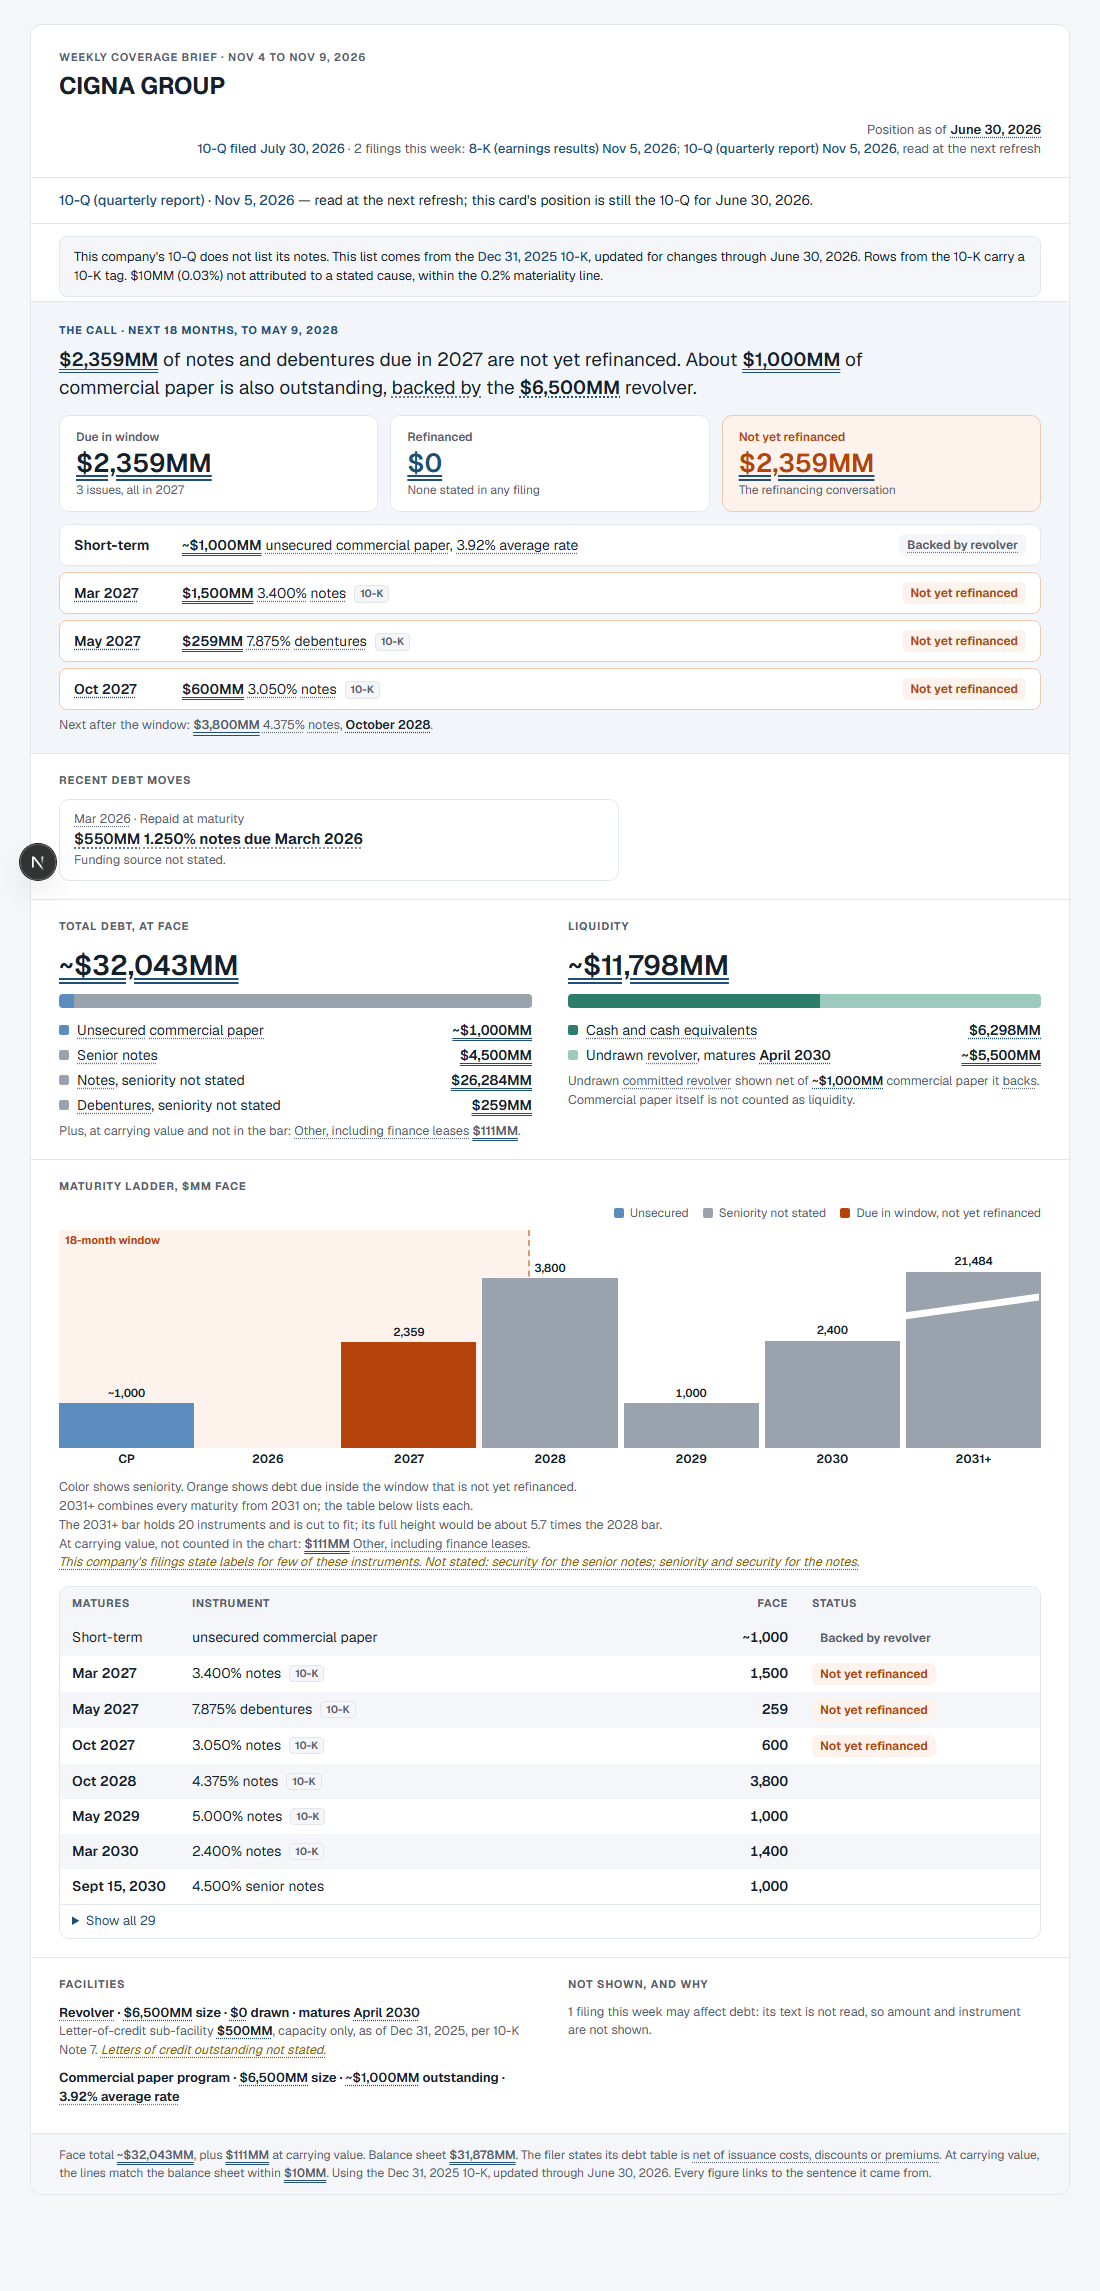 WEEKLY COVERAGE BRIEF · NOV 4 TO NOV 9, 2026
CIGNA GROUP
Position as of June 30, 2026
10-Q filed July 30, 2026 · 2 filings this week: 8-K (earnings results) Nov 5, 2026; 10-Q (quarterly report) Nov 5, 2026, read at the next refresh
10-Q (quarterly report) · Nov 5, 2026 — read at the next refresh; this card's position is still the 10-Q for June 30, 2026.
This company's 10-Q does not list its notes. This list comes from the Dec 31, 2025 10-K, updated for changes through June 30, 2026. Rows from the 10-K carry a
10-K tag. $10MM (0.03%) not attributed to a stated cause, within the 0.2% materiality line.
THE CALL · NEXT 18 MONTHS, TO MAY 9, 2028
$2,359MM of notes and debentures due in 2027 are not yet refinanced. About $1,000MM of
commercial paper is also outstanding, backed by the $6,500MM revolver.
Due in window
$2,359MM
3 issues, all in 2027
Refinanced
$0
None stated in any filing
Not yet refinanced
$2,359MM
The refinancing conversation
Short-term ~$1,000MM unsecured commercial paper, 3.92% average rate Backed by revolver
Mar 2027 $1,500MM 3.400% notes 10-K Not yet refinanced
May 2027 $259MM 7.875% debentures 10-K Not yet refinanced
Oct 2027 $600MM 3.050% notes 10-K Not yet refinanced
Next after the window: $3,800MM 4.375% notes, October 2028.
RECENT DEBT MOVES
Mar 2026 · Repaid at maturity
$550MM 1.250% notes due March 2026
Funding source not stated.
N
TOTAL DEBT, AT FACE
~$32,043MM
Unsecured commercial paper ~$1,000MM
Senior notes $4,500MM
Notes, seniority not stated $26,284MM
Debentures, seniority not stated $259MM
Plus, at carrying value and not in the bar: Other, including finance leases $111MM.
LIQUIDITY
~$11,798MM
Cash and cash equivalents $6,298MM
Undrawn revolver, matures April 2030 ~$5,500MM
Undrawn committed revolver shown net of ~$1,000MM commercial paper it backs.
Commercial paper itself is not counted as liquidity.
MATURITY LADDER, $MM FACE
Unsecured Seniority not stated Due in window, not yet refinanced
18-month window
~1,000
2,359
3,800
1,000
2,400
21,484
CP 2026 2027 2028 2029 2030 2031+
Color shows seniority. Orange shows debt due inside the window that is not yet refinanced.
2031+ combines every maturity from 2031 on; the table below lists each.
The 2031+ bar holds 20 instruments and is cut to fit; its full height would be about 5.7 times the 2028 bar.
At carrying value, not counted in the chart: $111MM Other, including finance leases.
This company's filings state labels for few of these instruments. Not stated: security for the senior notes; seniority and security for the notes.
MATURES INSTRUMENT FACE STATUS
Short-term unsecured commercial paper ~1,000 Backed by revolver
Mar 2027 3.400% notes 10-K 1,500 Not yet refinanced
May 2027 7.875% debentures 10-K 259 Not yet refinanced
Oct 2027 3.050% notes 10-K 600 Not yet refinanced
Oct 2028 4.375% notes 10-K 3,800
May 2029 5.000% notes 10-K 1,000
Mar 2030 2.400% notes 10-K 1,400
Sept 15, 2030 4.500% senior notes 1,000
Show all 29
FACILITIES
Revolver · $6,500MM size · $0 drawn · matures April 2030
Letter-of-credit sub-facility $500MM, capacity only, as of Dec 31, 2025, per 10-K
Note 7. Letters of credit outstanding not stated.
Commercial paper program · $6,500MM size · ~$1,000MM outstanding ·
3.92% average rate
NOT SHOWN, AND WHY
1 filing this week may affect debt: its text is not read, so amount and instrument
are not shown.
Face total ~$32,043MM, plus $111MM at carrying value. Balance sheet $31,878MM. The filer states its debt table is net of issuance costs, discounts or premiums. At carrying value,
the lines match the balance sheet within $10MM. Using the Dec 31, 2025 10-K, updated through June 30, 2026. Every figure links to the sentence it came from.